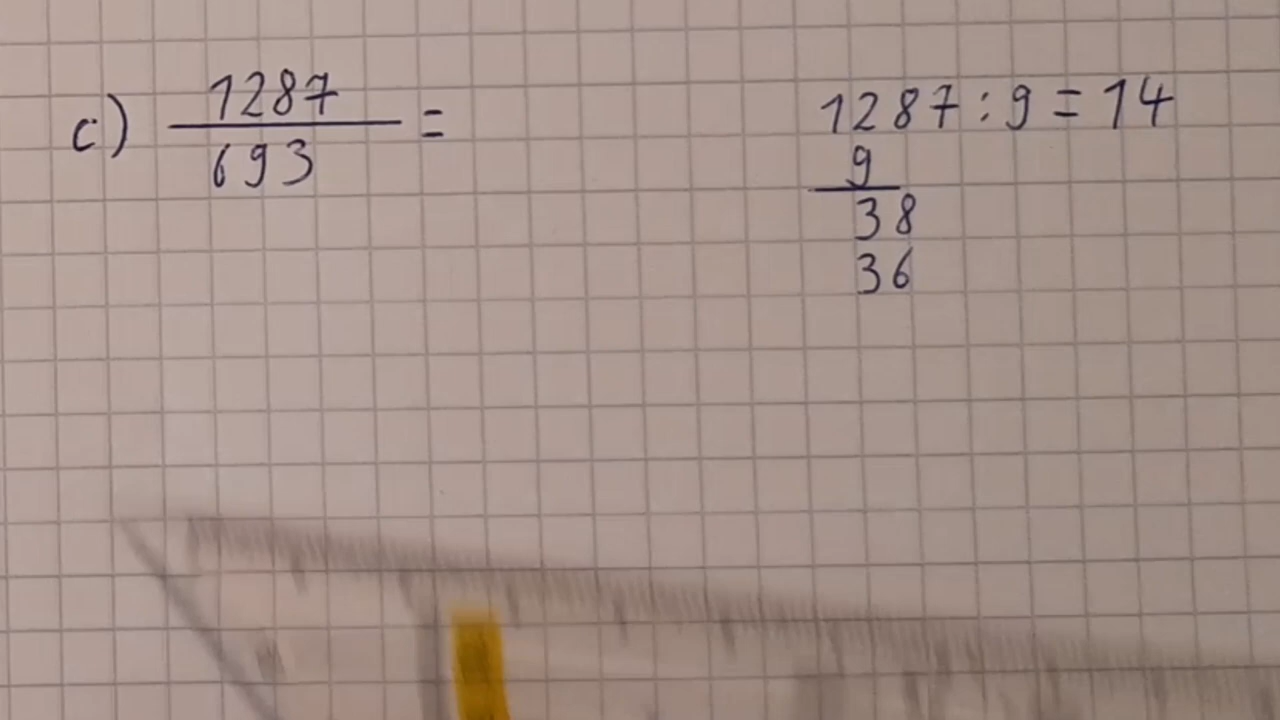 c) 1287
693 =
1287 : 9 = 14
9
38
36